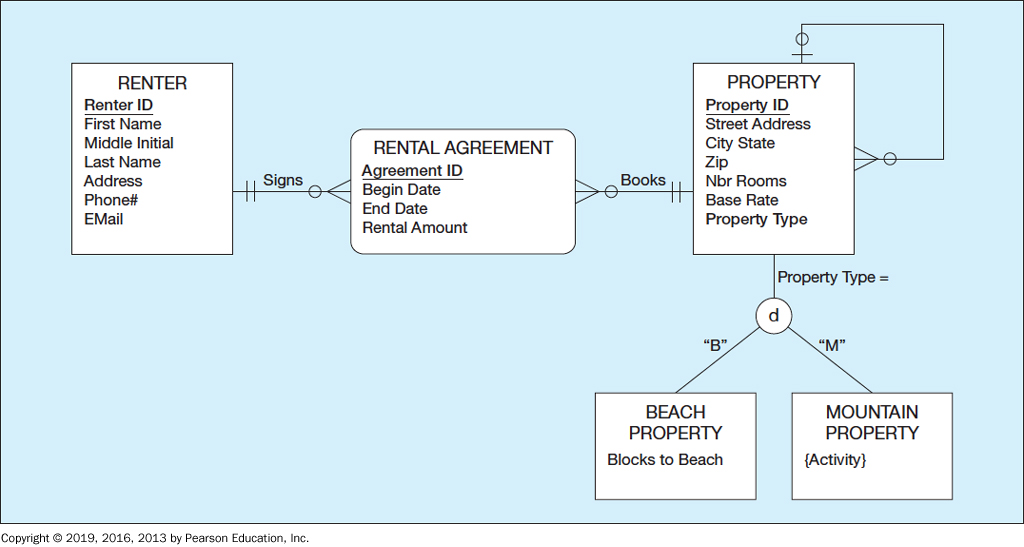 RENTER
Renter ID
First Name
Middle Initial
Last Name
Address
Phone#
EMail
Signs
RENTAL AGREEMENT
Agreement ID
Begin Date
End Date
Rental Amount
Books
PROPERTY
Property ID
Street Address
City State
Zip
Nbr Rooms
Base Rate
Property Type
Property Type =
d
“B”
“M”
BEACH
PROPERTY
Blocks to Beach
MOUNTAIN
PROPERTY
{Activity}
Copyright © 2019, 2016, 2013 by Pearson Education, Inc.